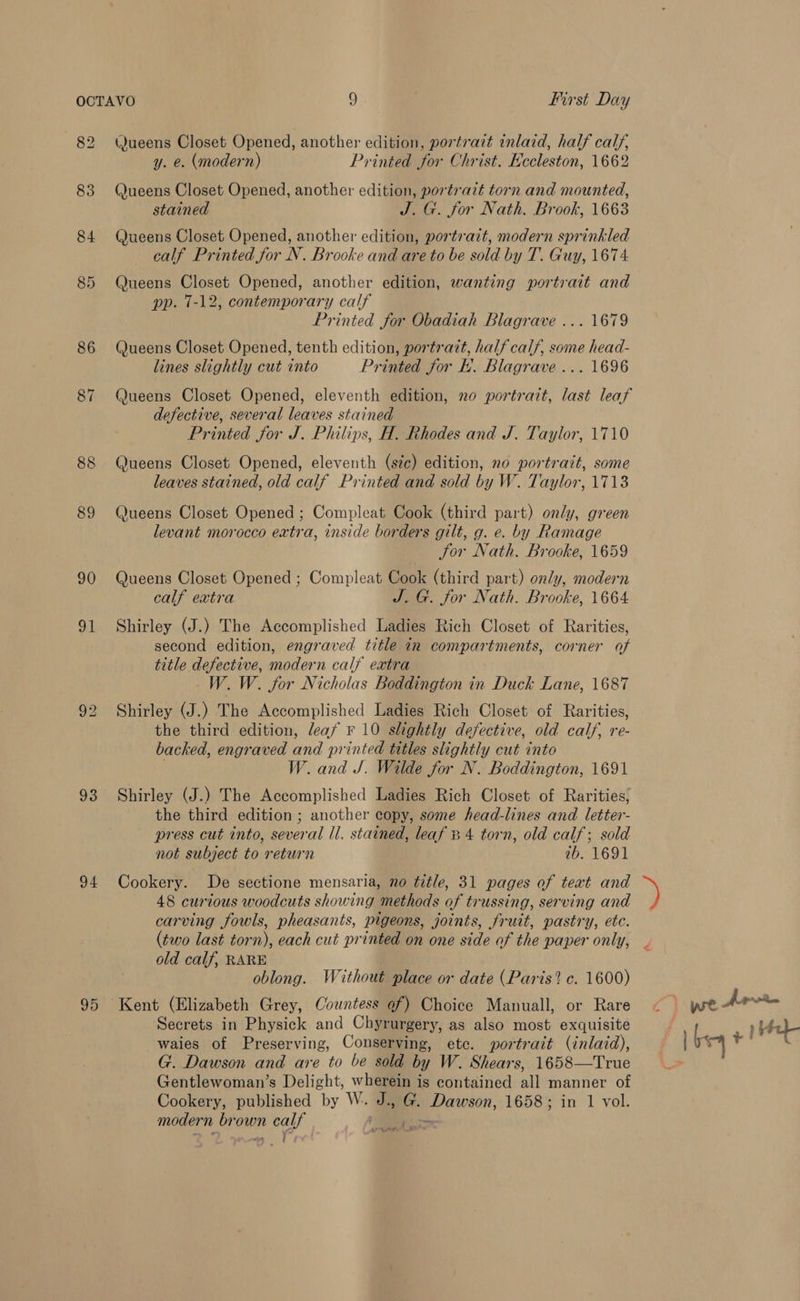 OCTAVO 9 First Day
82 Queens Closet Opened, another edition, portrait inlaid, half calf,
y. e. (modern) Printed for Christ. Eccleston, 1662
83 Queens Closet Opened, another edition, portrait torn and mounted,
stained J. G. for Nath. Brook, 1663
84 Queens Closet Opened, another edition, portrait, modern sprinkled
calf Printed for N. Brooke and are to be sold by T. Guy, 1674
85 Queens Closet Opened, another edition, wanting portrait and
pp. 7-12, contemporary calf
Printed for Obadiah Blagrave ... 1679
86 Queens Closet Opened, tenth edition, portrait, half calf, some head-
lines slightly cut into Printed for E. Blagrave ... 1696
87 Queens Closet Opened, eleventh edition, no portrait, last leaf
defective, several leaves stained
Printed for J. Philips, H. Rhodes and J. Taylor, 1710
88 Queens Closet Opened, eleventh (sic) edition, no portrait, some
leaves stained, old calf Printed and sold by W. Taylor, 1713
89 Queens Closet Opened ; Compleat Cook (third part) only, green
levant morocco extra, inside borders gilt, g. e. by Ramage
for Nath. Brooke, 1659
90 Queens Closet Opened ; Compleat Cook (third part) only, modern
calf extra J. G. for Nath. Brooke, 1664
91 Shirley (J.) The Accomplished Ladies Rich Closet of Rarities,
second edition, engraved title in compartments, corner of
title defective, modern calf extra
W. W. for Nicholas Boddington in Duck Lane, 1687
92 Shirley (J.) The Accomplished Ladies Rich Closet of Rarities,
the third edition, leaf F 10 slightly defective, old calf, re-
backed, engraved and printed titles slightly cut into
W. and J. Wilde for N. Boddington, 1691
93 Shirley (J.) The Accomplished Ladies Rich Closet of Rarities,
the third edition ; another copy, some head-lines and letter-
press cut into, several ll. stained, leaf B 4 torn, old calf ; sold
not subject to return ib. 1691
94 Cookery. De sectione mensaria, no title, 31 pages of text and
48 curious woodcuts showing methods of trussing, serving and
carving fowls, pheasants, pigeons, joints, fruit, pastry, etc.
(two last torn), each cut printed on one side of the paper only,
old calf, RARE
oblong. Without place or date (Paris? c. 1600)
95 Kent (Elizabeth Grey, Countess of) Choice Manuall, or Rare
Secrets in Physick and Chyrurgery, as also most exquisite
waies of Preserving, Conserving, etc. portrait (inlaid),
G. Dawson and are to be sold by W. Shears, 1658—True
Gentlewoman's Delight, wherein is contained all manner of
Cookery, published by W. J., G. Dawson, 1658 ; in 1 vol.
modern brown calf